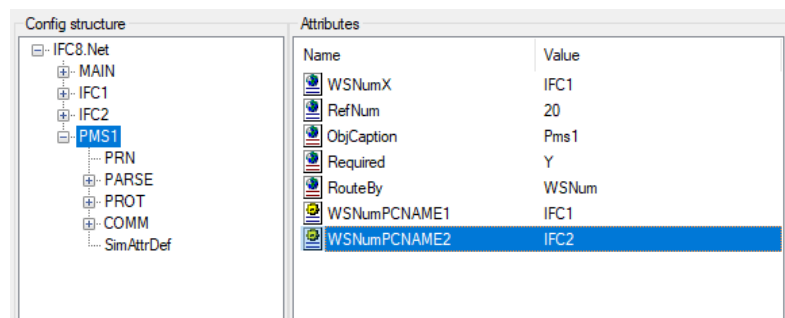 Config structure
IFC8.Net
MAIN
IFC1
IFC2
PMS1
PRN
PARSE
PROT
COMM
SimAttrDef
Attributes
Name Value
WSNumX IFC1
RefNum 20
ObjCaption Pms1
Required Y
RouteBy WSNum
WSNumPCNAME1 IFC1
WSNumPCNAME2 IFC2